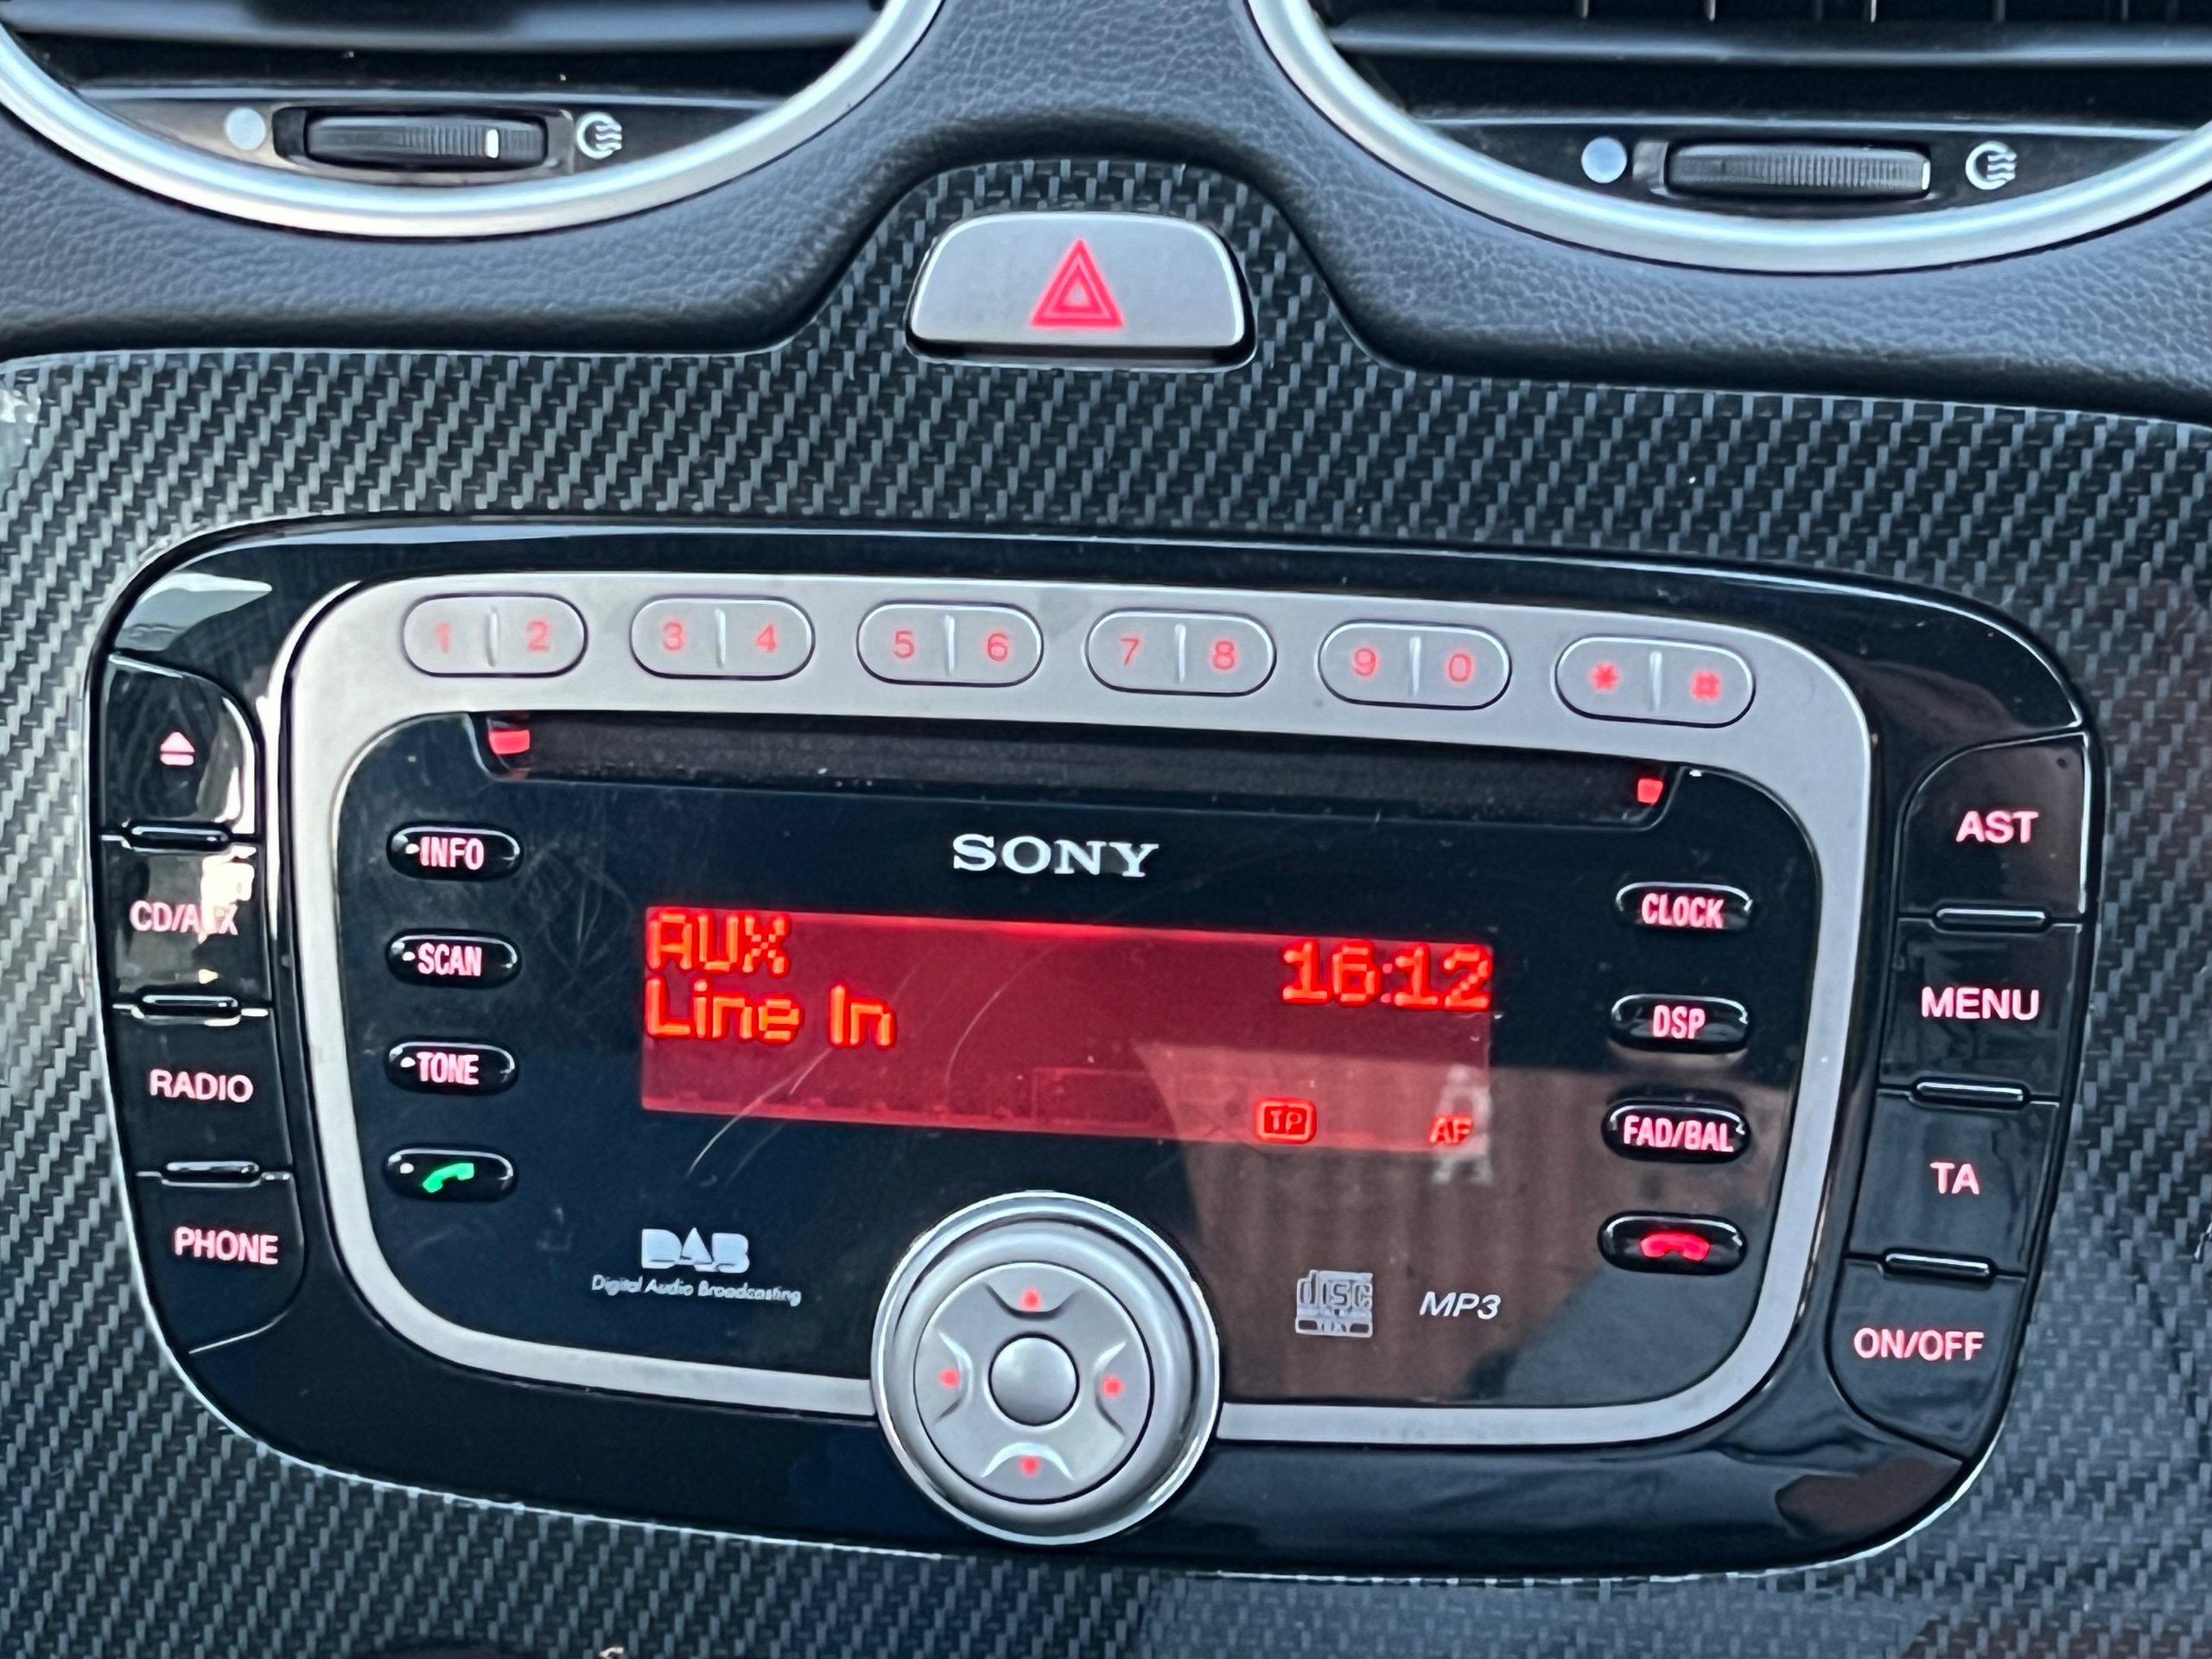 1 2 3 4 5 6 7 8 9 0 * #
SONY
INFO
SCAN
TONE
CD/AUX
RADIO
PHONE
AUX 16:12
Line In
TP AF
CLOCK
DSP
FAD/BAL
AST
MENU
TA
ON/OFF
DAB
Digital Audio Broadcasting
disc
TEXT
MP3